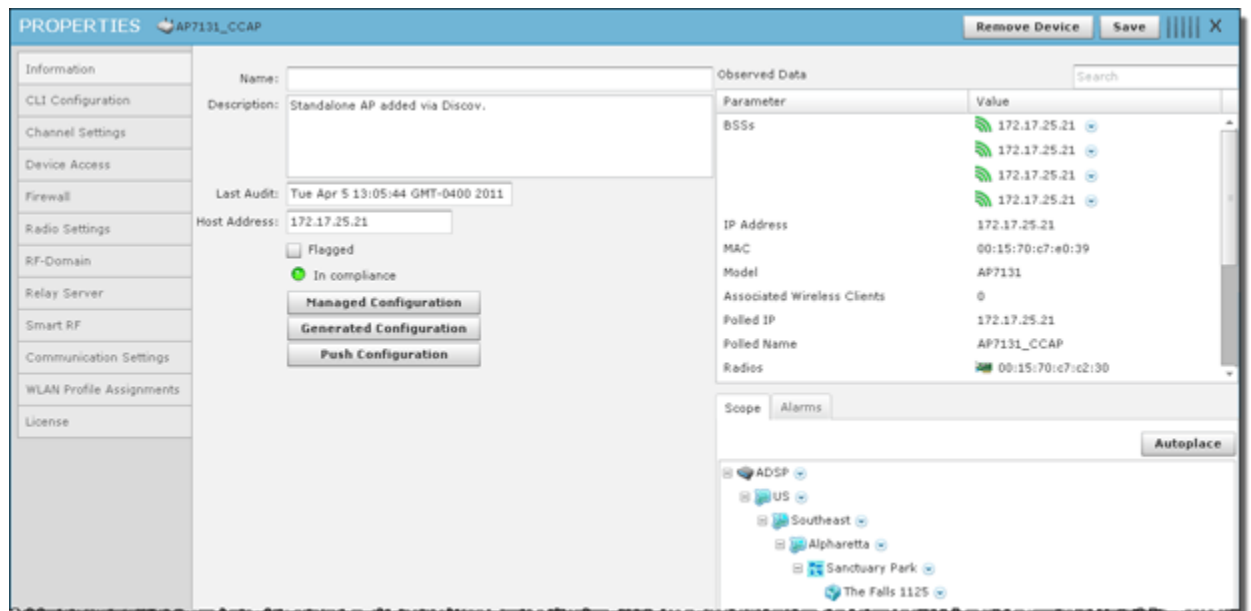 PROPERTIES AP7131_CCAP
Remove Device
Save
X
Information
CLI Configuration
Channel Settings
Device Access
Firewall
Radio Settings
RF-Domain
Relay Server
Smart RF
Communication Settings
WLAN Profile Assignments
License
Name:
Description: Standalone AP added via Discov.
Last Audit: Tue Apr 5 13:05:44 GMT-0400 2011
Host Address: 172.17.25.21
Flagged
In compliance
Managed Configuration
Generated Configuration
Push Configuration
Observed Data
Search
Parameter Value
BSSs 172.17.25.21
172.17.25.21
172.17.25.21
172.17.25.21
IP Address 172.17.25.21
MAC 00:15:70:c7:e0:39
Model AP7131
Associated Wireless Clients 0
Polled IP 172.17.25.21
Polled Name AP7131_CCAP
Radios 00:15:70:c7:c2:30
Scope Alarms
Autoplace
ADSP
US
Southeast
Alpharetta
Sanctuary Park
The Falls 1125